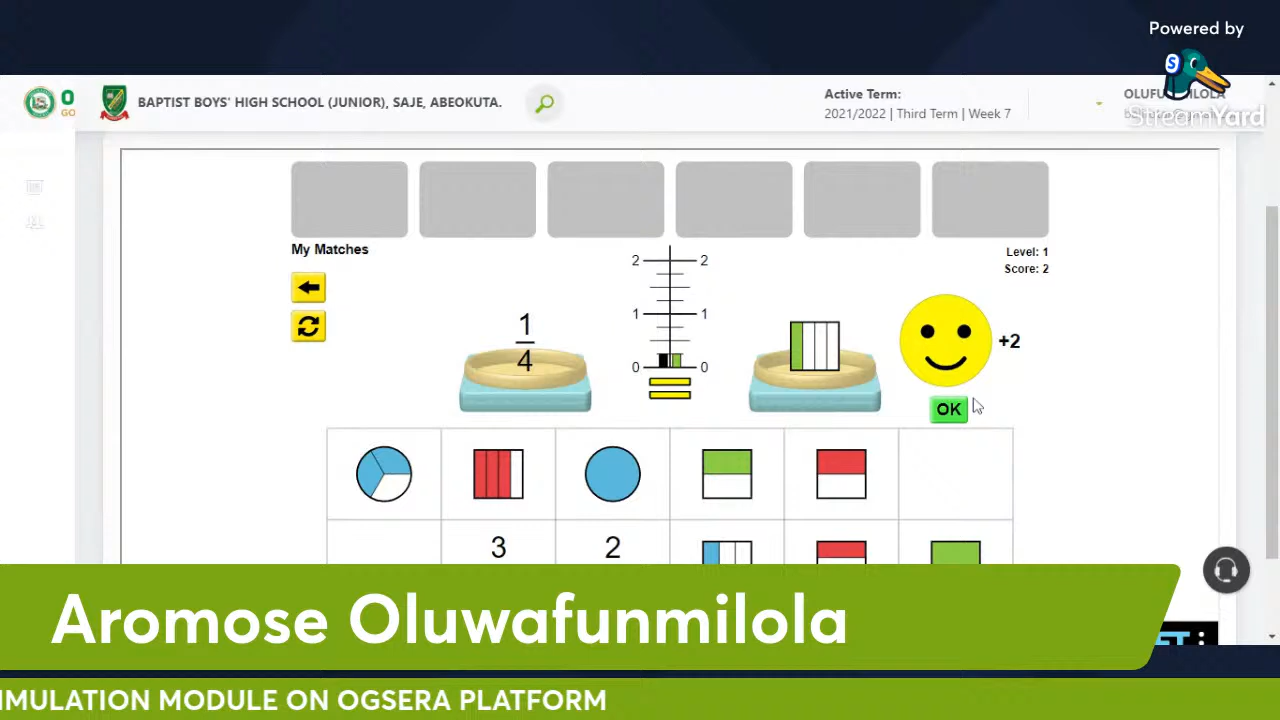 Powered by
StreamYard
O
GO
BAPTIST BOYS' HIGH SCHOOL (JUNIOR), SAJE, ABEOKUTA.
Active Term:
2021/2022 | Third Term | Week 7
My Matches
Level: 1
Score: 2
2 2
1 1
0 0
1
4
+2
OK
3 2
Aromose Oluwafunmilola
IMULATION MODULE ON OGSERA PLATFORM